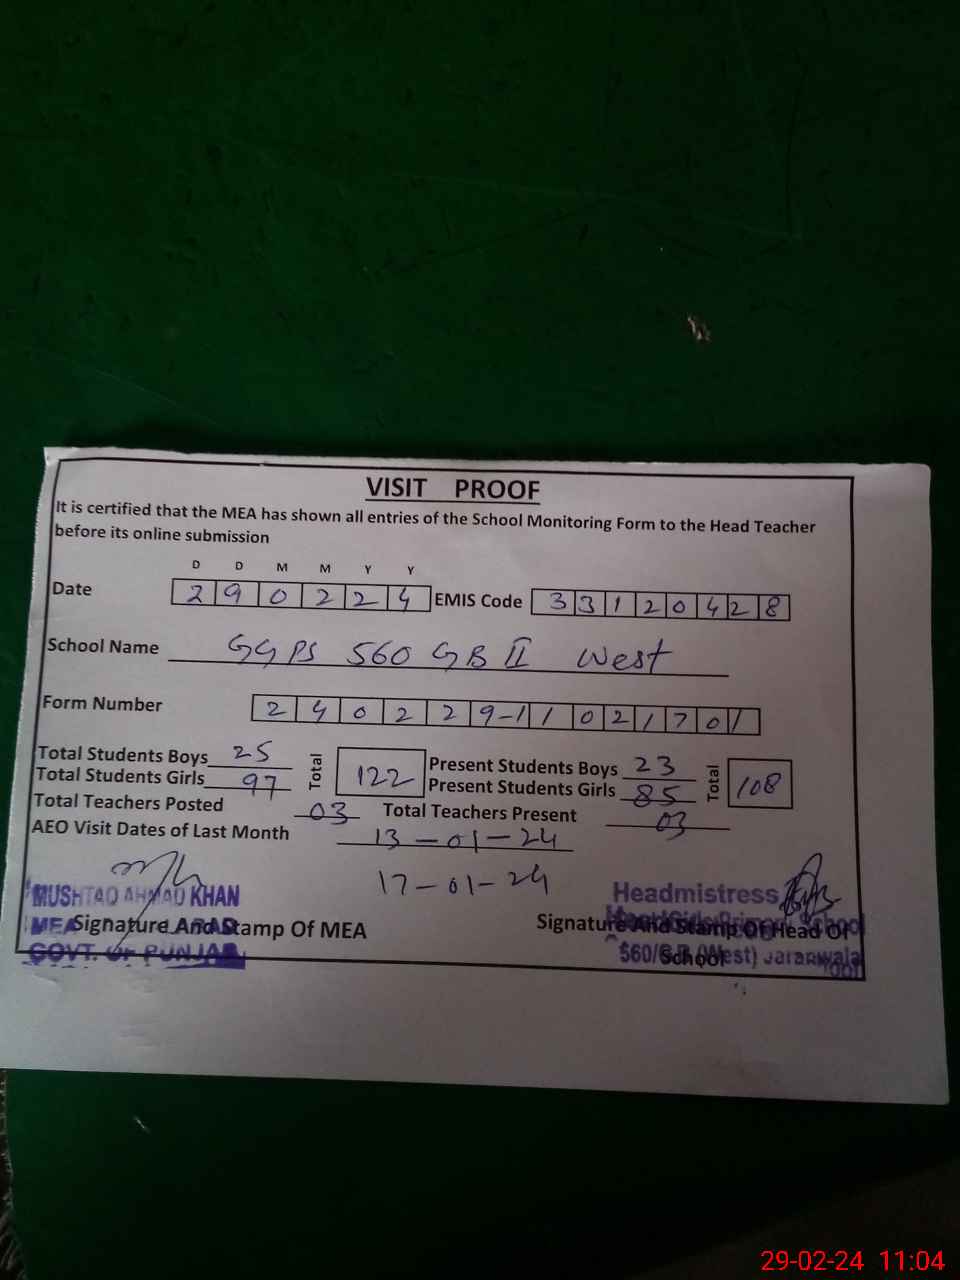 VISIT PROOF
It is certified that the MEA has shown all entries of the School Monitoring Form to the Head Teacher
before its online submission
D D M M Y Y
Date 2 9 0 2 2 4 EMIS Code 3 3 1 2 0 4 2 8
School Name GGPS 560 GB II West
Form Number 2 4 0 2 2 9-1 1 0 2 1 7 0 1
Total Students Boys 25 Total 122 Present Students Boys 23 Total 108
Total Students Girls 97 Present Students Girls 85
Total Teachers Posted 03 Total Teachers Present 03
AEO Visit Dates of Last Month 13-01-24
17-01-24
MUSHTAQ AHMAD KHAN Headmistress
MEA Signature And Stamp Of MEA Signature And Stamp Of Head Of School
GOVT. OF PUNJAB 560/G.B (West) Jaranwala
29-02-24 11:04